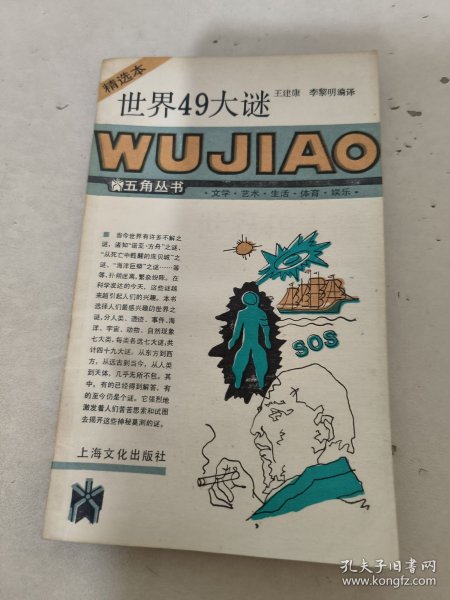 精选本
世界49大谜
王建康 李黎明编译
WUJIAO
五角丛书
·文学·艺术·生活·体育·娱乐·
■ 当今世界有许多不解之
谜，诸如“诺亚·方舟”之谜、
“从死亡中甦醒的庞贝城”之
谜、“海洋巨蟒”之谜……等
等，扑朔迷离，繁杂纷陈。在
科学发达的今天，这些谜越
来越引起人们的兴趣。本书
选择人们最感兴趣的世界之
谜，分人类、遗迹、事件、海
洋、宇宙、动物、自然现象
七大类，每类各选七大谜，共
计四十九大谜，从东方到西
方，从远古到当今，从人类
到天体，几乎无所不包。其
中，有的已经得到解答，有
的至今仍是个谜。它强烈地
激发着人们苦苦思索和试图
去揭开这些神秘莫测的谜。
SOS
上海文化出版社
孔夫子旧书网
www.kongfz.com